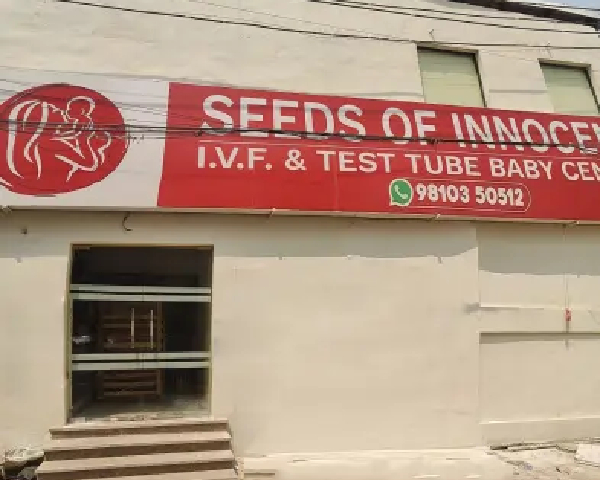 SEEDS OF INNOCEN
I.V.F. & TEST TUBE BABY CEN
98103 50512